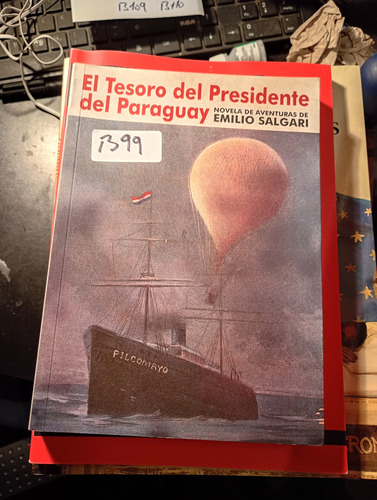 B109 B110
El Tesoro del Presidente
del Paraguay
NOVELA DE AVENTURAS DE
EMILIO SALGARI
B99
PILCOMAYO